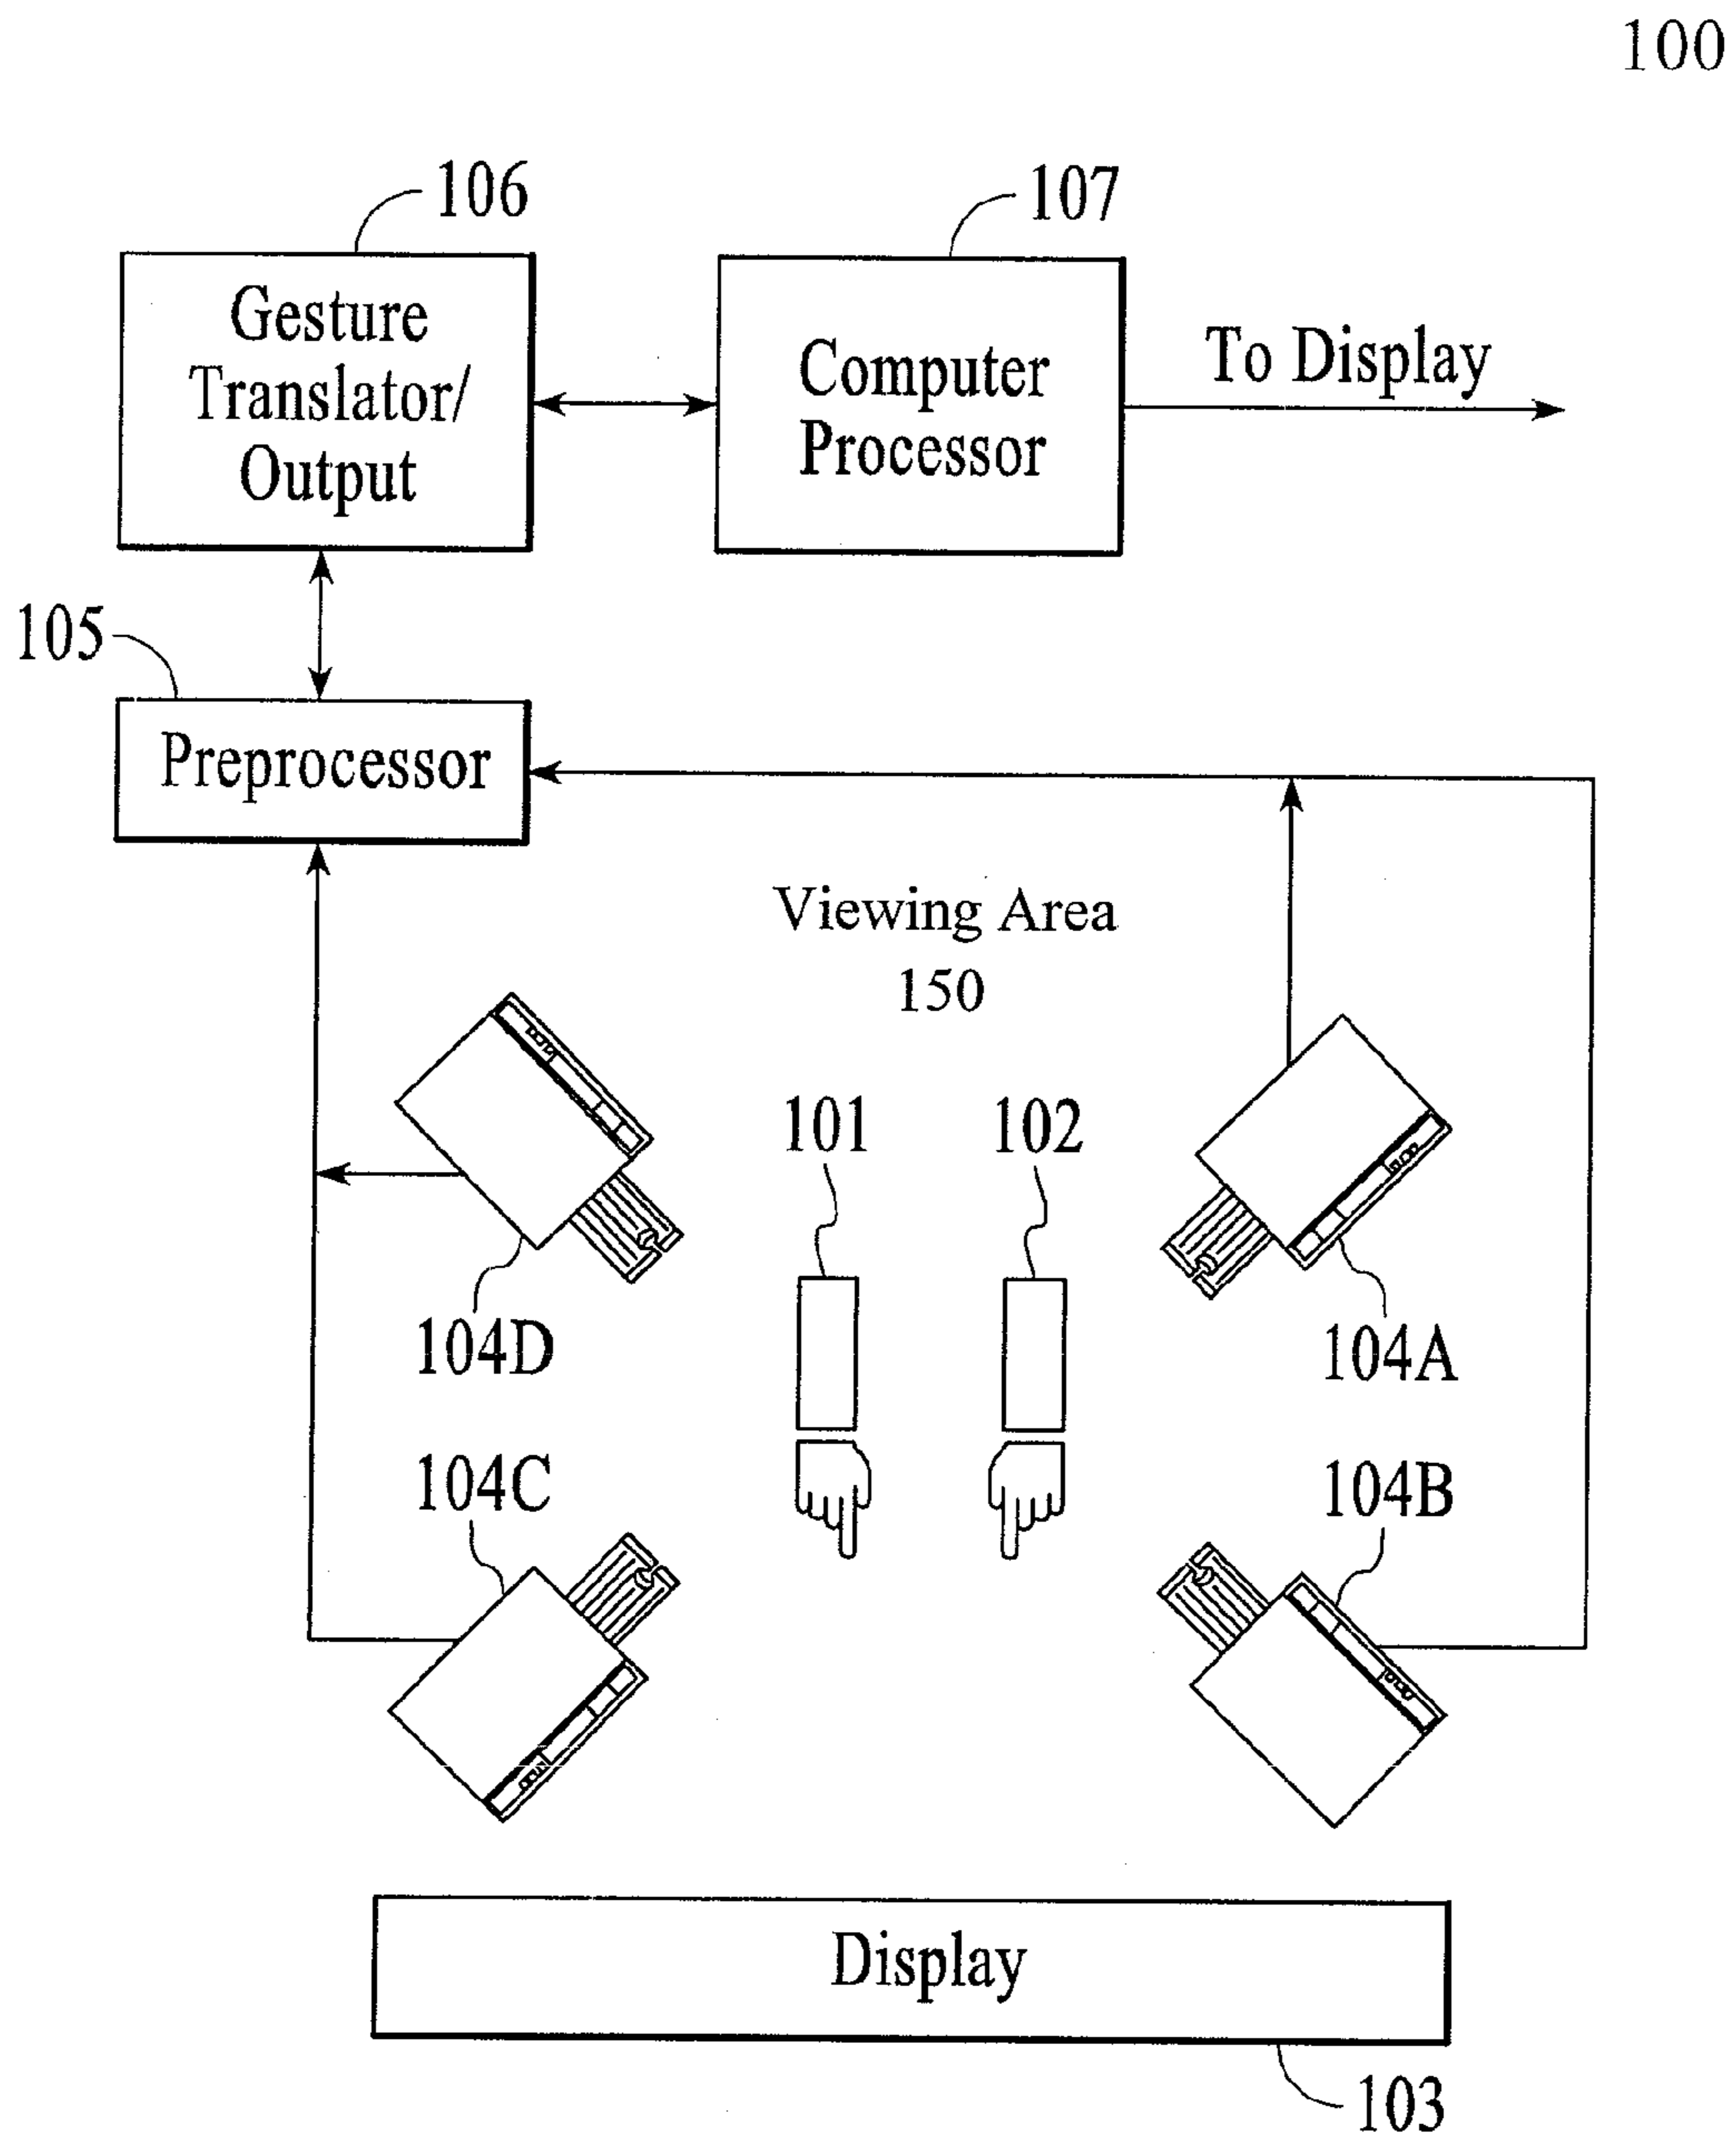 100
106
107
Gesture
Translator/
Output
Computer
Processor
To Display
105
Preprocessor
Viewing Area
150
101
102
104D
104A
104C
104B
Display
103